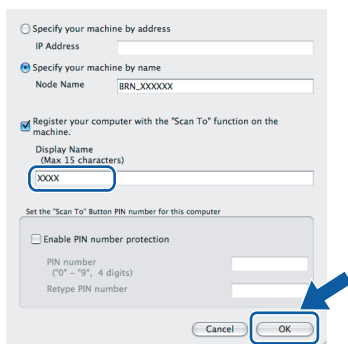 Specify your machine by address
IP Address
Specify your machine by name
Node Name BRN_XXXXXX
Register your computer with the "Scan To" function on the
machine.
Display Name
(Max 15 characters)
XXXX
Set the "Scan To" Button PIN number for this computer
Enable PIN number protection
PIN number
("0" – "9", 4 digits)
Retype PIN number
Cancel OK